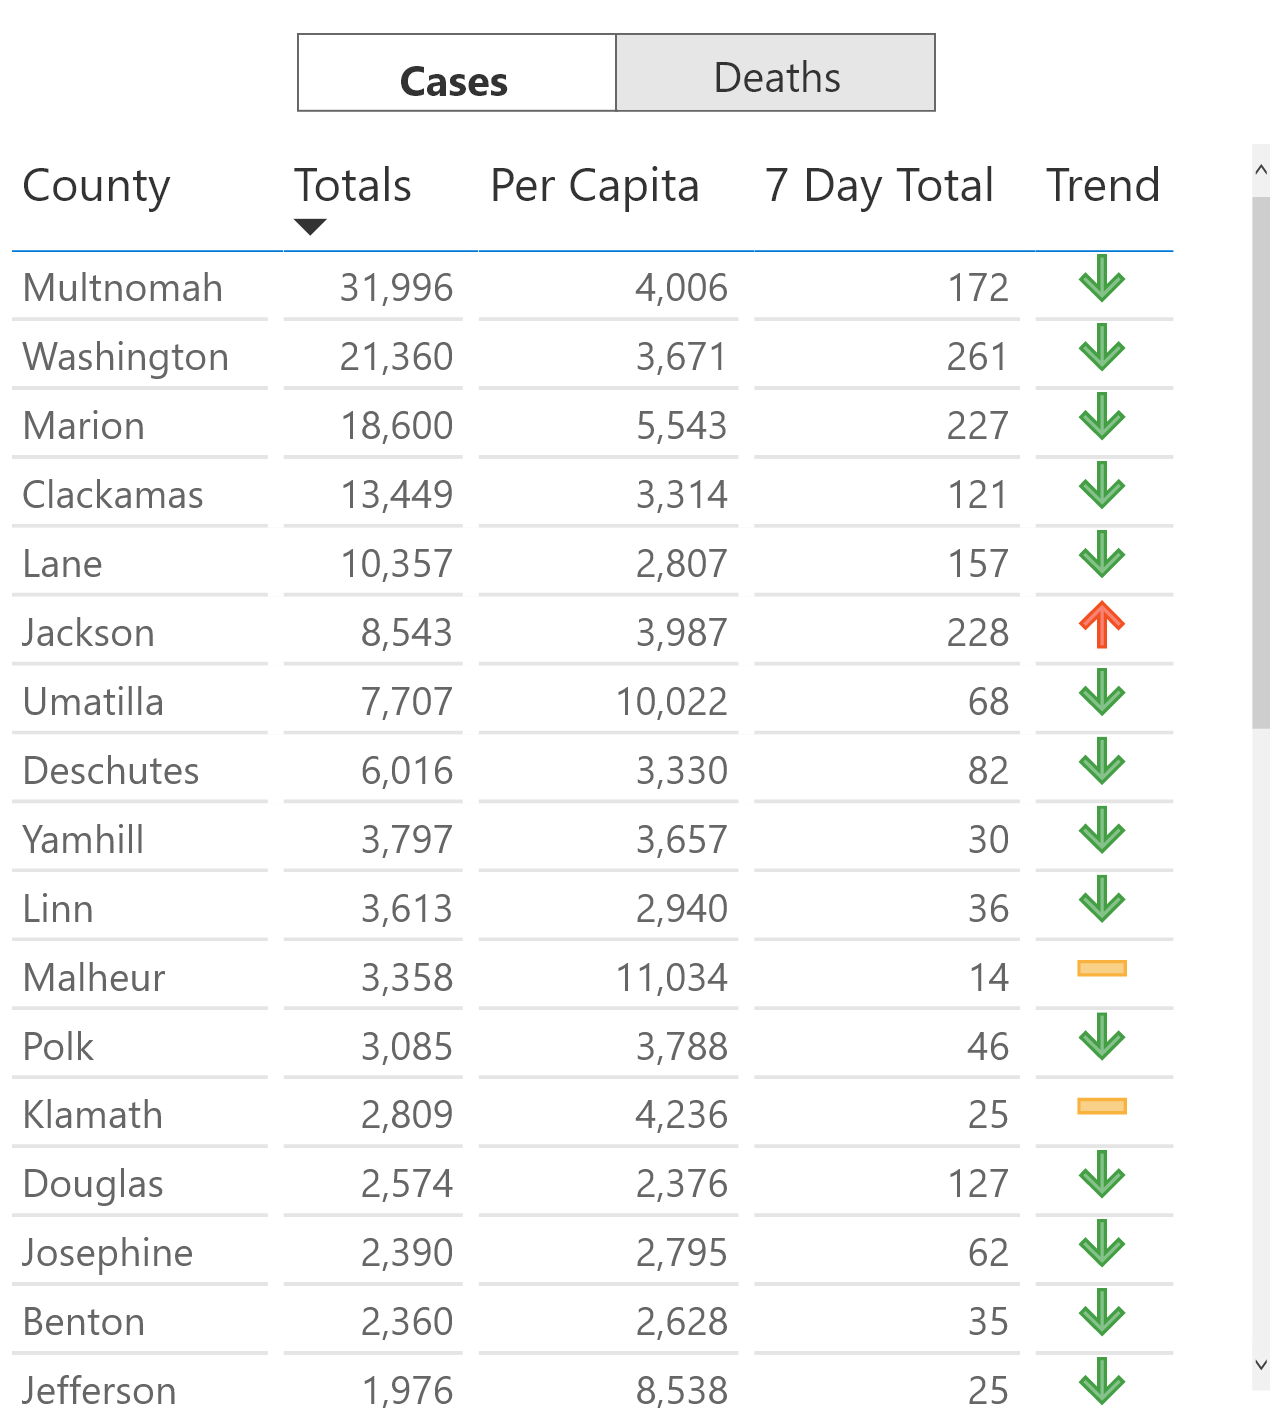 Cases Deaths
County Totals Per Capita 7 Day Total Trend
Multnomah 31,996 4,006 172
Washington 21,360 3,671 261
Marion 18,600 5,543 227
Clackamas 13,449 3,314 121
Lane 10,357 2,807 157
Jackson 8,543 3,987 228
Umatilla 7,707 10,022 68
Deschutes 6,016 3,330 82
Yamhill 3,797 3,657 30
Linn 3,613 2,940 36
Malheur 3,358 11,034 14
Polk 3,085 3,788 46
Klamath 2,809 4,236 25
Douglas 2,574 2,376 127
Josephine 2,390 2,795 62
Benton 2,360 2,628 35
Jefferson 1,976 8,538 25